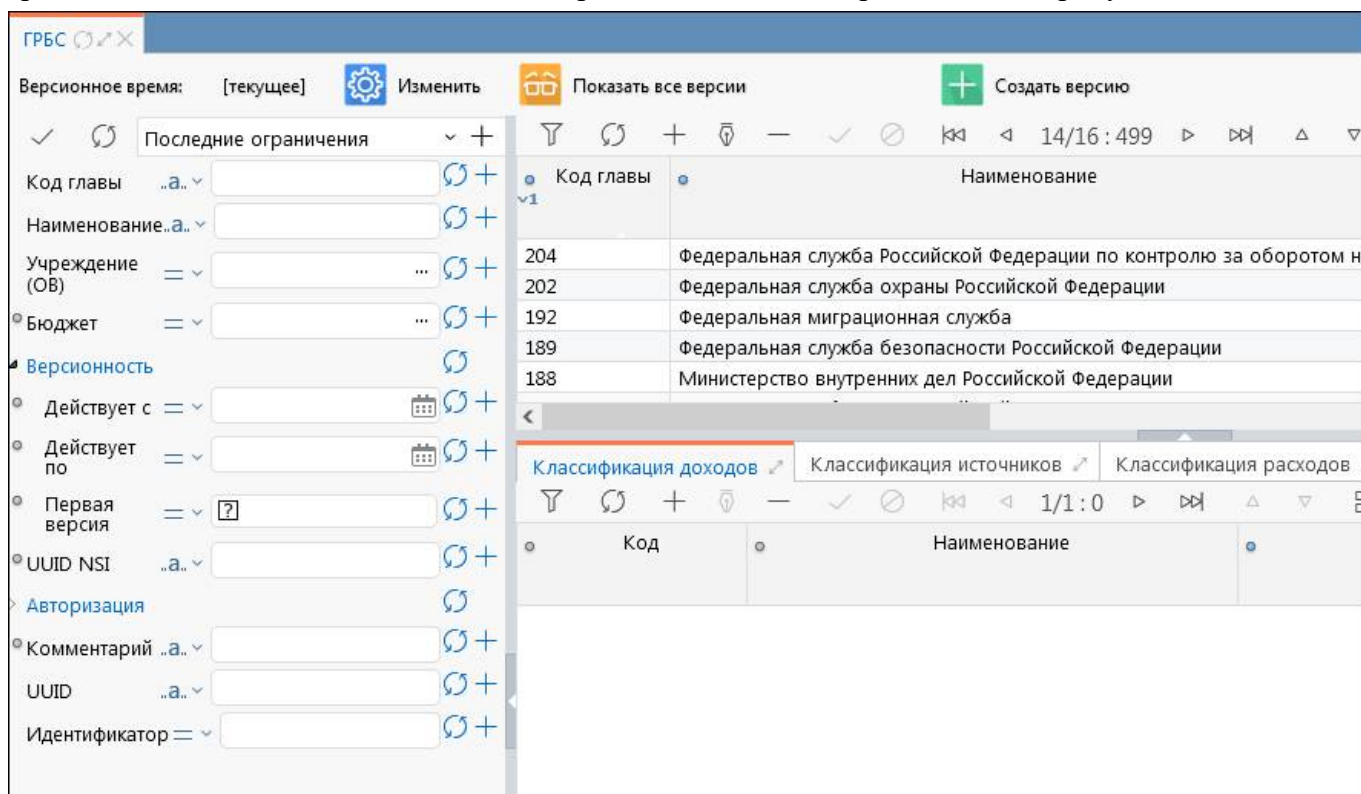 ГРБС
Версионное время: [текущее] Изменить Показать все версии Создать версию
Последние ограничения
14/16 : 499
Код главы ..a..
Наименование ..a..
Учреждение (ОВ) =
Бюджет =
Версионность
Действует с =
Действует по =
Первая версия = ?
UUID NSI ..a..
Авторизация
Комментарий ..a..
UUID ..a..
Идентификатор =
Код главы Наименование
1
204 Федеральная служба Российской Федерации по контролю за оборотом н
202 Федеральная служба охраны Российской Федерации
192 Федеральная миграционная служба
189 Федеральная служба безопасности Российской Федерации
188 Министерство внутренних дел Российской Федерации
Классификация доходов Классификация источников Классификация расходов
1/1 : 0
Код Наименование